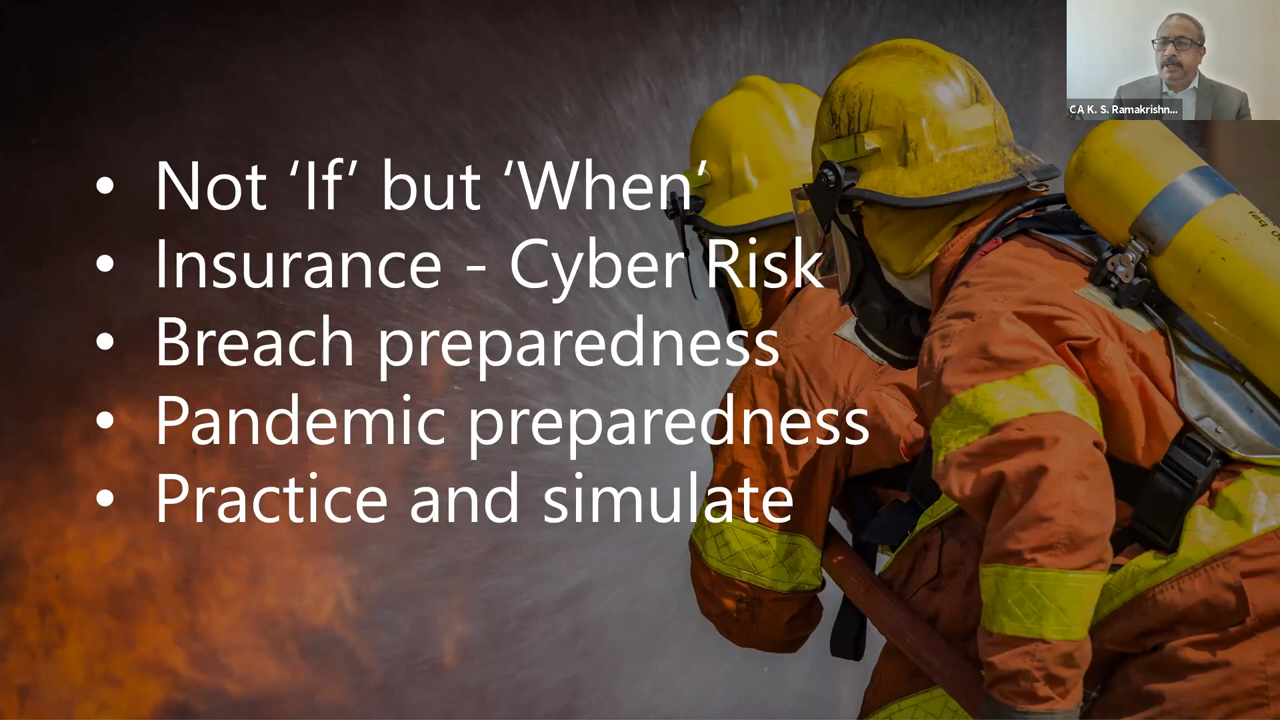 • Not ‘If’ but ‘When’
• Insurance - Cyber Risk
• Breach preparedness
• Pandemic preparedness
• Practice and simulate
CA K. S. Ramakrishn...